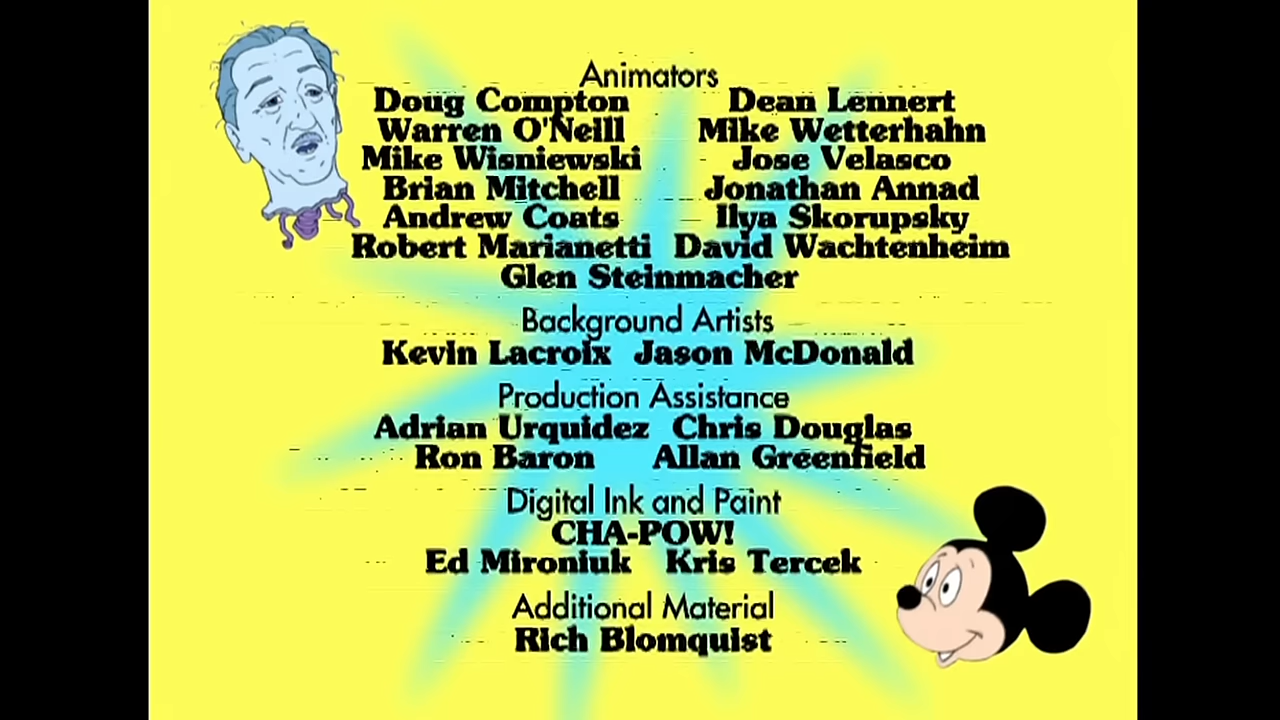 Animators
Doug Compton Dean Lennert
Warren O'Neill Mike Wetterhahn
Mike Wisniewski Jose Velasco
Brian Mitchell Jonathan Annad
Andrew Coats Ilya Skorupsky
Robert Marianetti David Wachtenheim
Glen Steinmacher
Background Artists
Kevin Lacroix Jason McDonald
Production Assistance
Adrian Urquidez Chris Douglas
Ron Baron Allan Greenfield
Digital Ink and Paint
CHA-POW!
Ed Mironiuk Kris Tercek
Additional Material
Rich Blomquist